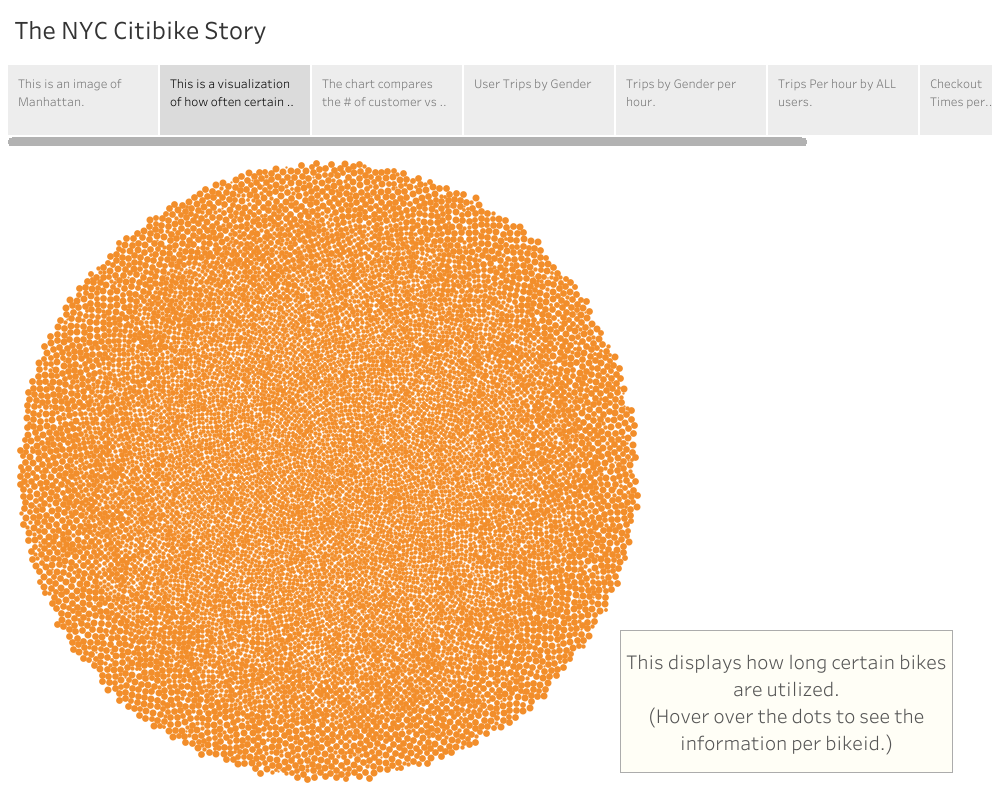 The NYC Citibike Story
This is an image of
Manhattan.
This is a visualization
of how often certain ..
The chart compares
the # of customer vs ..
User Trips by Gender
Trips by Gender per
hour.
Trips Per hour by ALL
users.
Checkout
Times per..
This displays how long certain bikes
are utilized.
(Hover over the dots to see the
information per bikeid.)